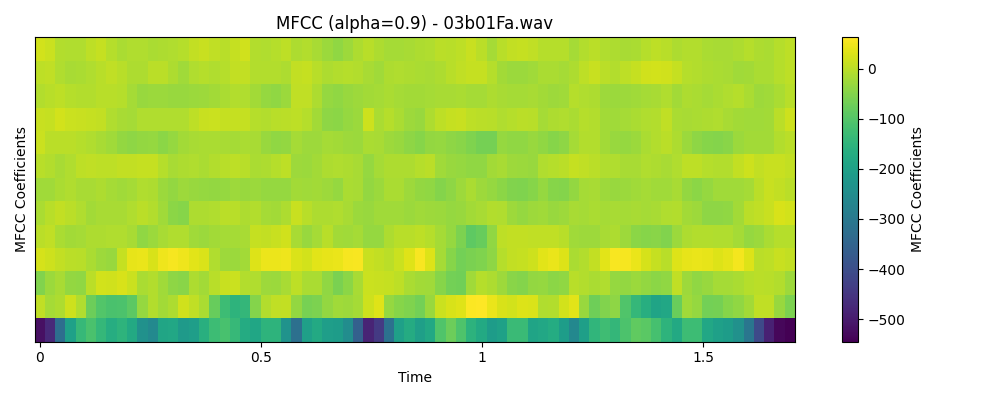 MFCC (alpha=0.9) - 03b01Fa.wav
MFCC Coefficients
0
0.5
1
1.5
Time
0
−100
−200
−300
−400
−500
MFCC Coefficients